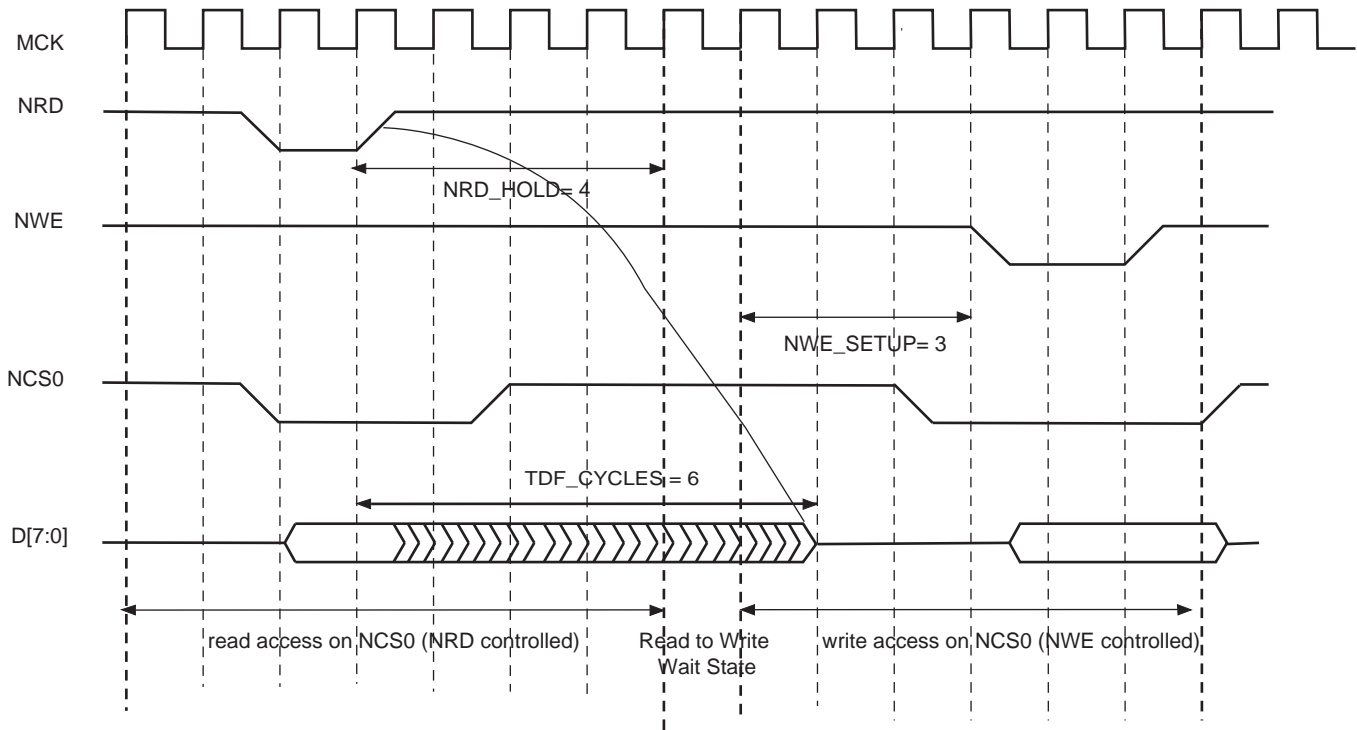 MCK
NRD
NRD_HOLD= 4
NWE
NWE_SETUP= 3
NCS0
TDF_CYCLES = 6
D[7:0]
read access on NCS0 (NRD controlled)
Read to Write
Wait State
write access on NCS0 (NWE controlled)